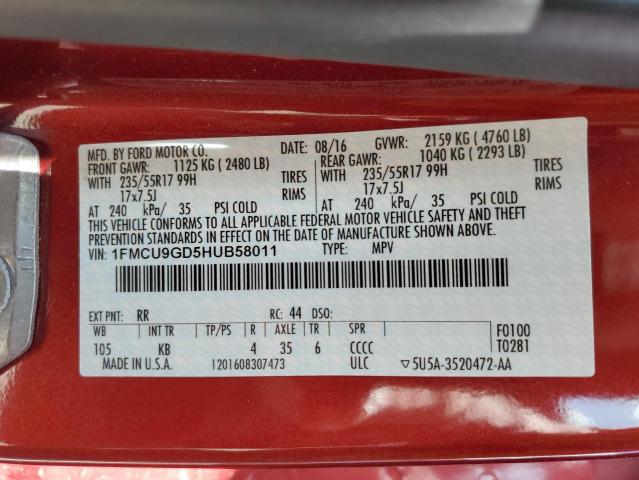 MFD. BY FORD MOTOR CO. DATE: 08/16 GVWR: 2159 KG ( 4760 LB)
FRONT GAWR: 1125 KG ( 2480 LB) REAR GAWR: 1040 KG ( 2293 LB)
WITH 235/55R17 99H TIRES WITH 235/55R17 99H TIRES
17x7.5J RIMS 17x7.5J RIMS
AT 240 kPa/ 35 PSI COLD AT 240 kPa/ 35 PSI COLD
THIS VEHICLE CONFORMS TO ALL APPLICABLE FEDERAL MOTOR VEHICLE SAFETY AND THEFT
PREVENTION STANDARDS IN EFFECT ON THE DATE OF MANUFACTURE SHOWN ABOVE.
VIN: 1FMCU9GD5HUB58011 TYPE: MPV
EXT PNT: RR RC: 44 DSO:
WB INT TR TP/PS R AXLE TR SPR F0100
105 KB 4 35 6 CCCC T0281
MADE IN U.S.A. 1201608307473 ULC ▽5U5A-3520472-AA